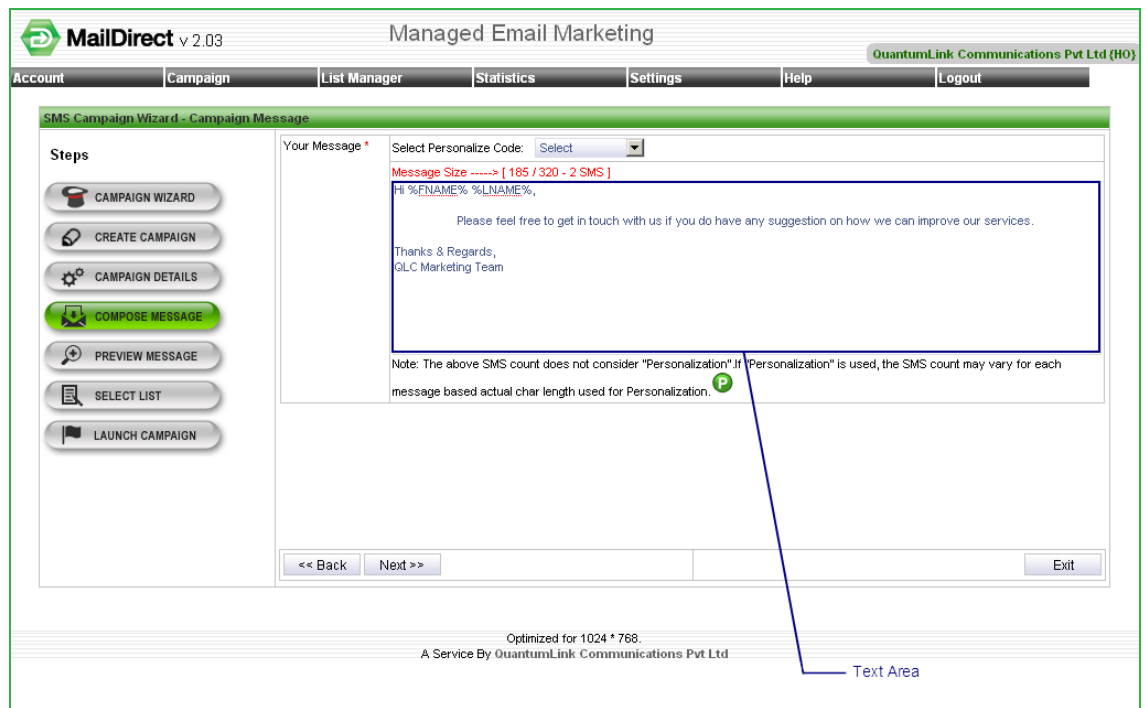 MailDirect v 2.03
Managed Email Marketing
QuantumLink Communications Pvt Ltd {HO}
Account Campaign List Manager Statistics Settings Help Logout
SMS Campaign Wizard - Campaign Message
Steps
CAMPAIGN WIZARD
CREATE CAMPAIGN
CAMPAIGN DETAILS
COMPOSE MESSAGE
PREVIEW MESSAGE
SELECT LIST
LAUNCH CAMPAIGN
Your Message * Select Personalize Code: Select
Message Size -----> [ 185 / 320 - 2 SMS ]
Hi %FNAME% %LNAME%,
Please feel free to get in touch with us if you do have any suggestion on how we can improve our services.
Thanks & Regards,
QLC Marketing Team
Note: The above SMS count does not consider "Personalization".If "Personalization" is used, the SMS count may vary for each
message based actual char length used for Personalization. P
<< Back Next >> Exit
Optimized for 1024 * 768.
A Service By QuantumLink Communications Pvt Ltd
Text Area